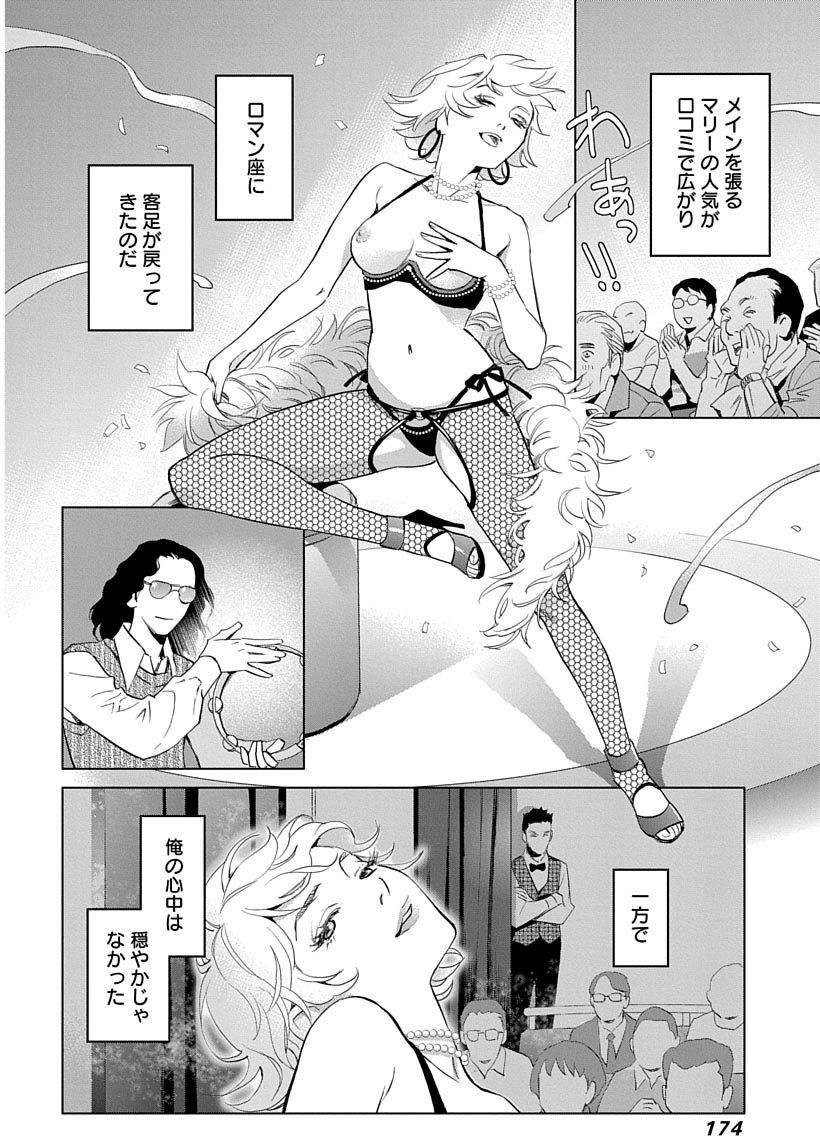 メインを張る
マリーの人気が
口コミで広がり
わあっ!!
ロマン座に
客足が戻って
きたのだ
一方で
俺の心中は
穏やかじゃ
なかった
174